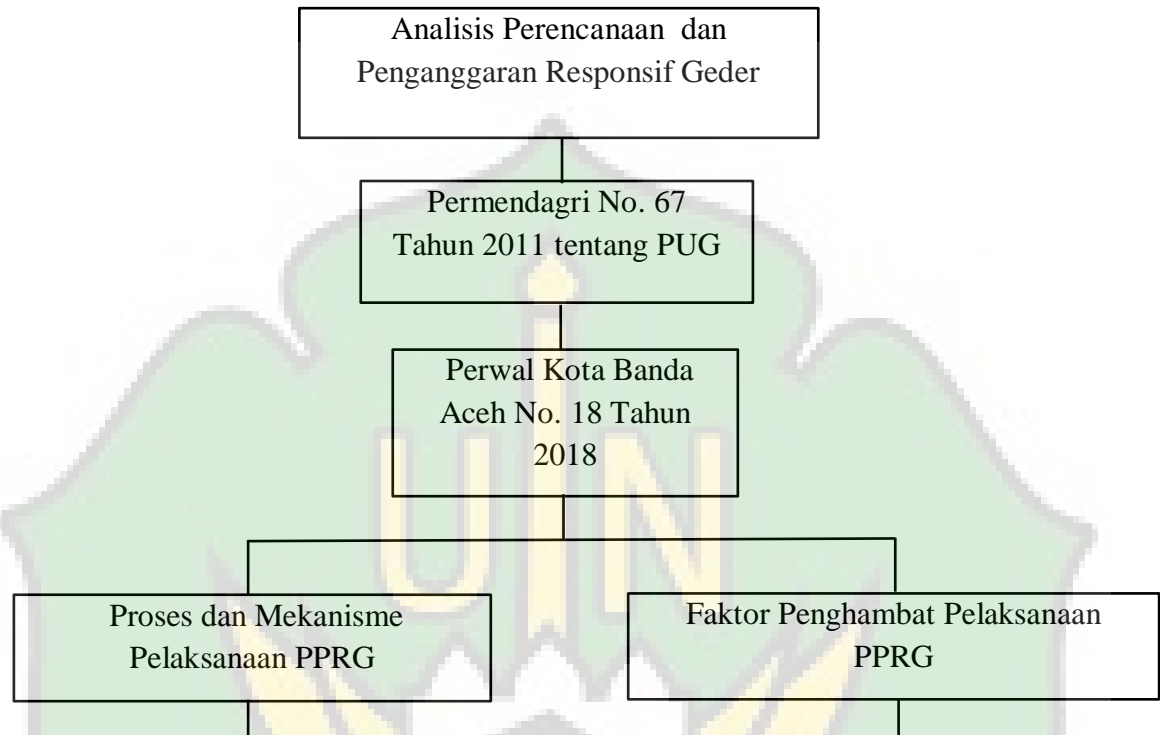 Analisis Perencanaan dan
Penganggaran Responsif Geder
Permendagri No. 67
Tahun 2011 tentang PUG
Perwal Kota Banda
Aceh No. 18 Tahun
2018
UIN
Proses dan Mekanisme
Pelaksanaan PPRG
Faktor Penghambat Pelaksanaan
PPRG